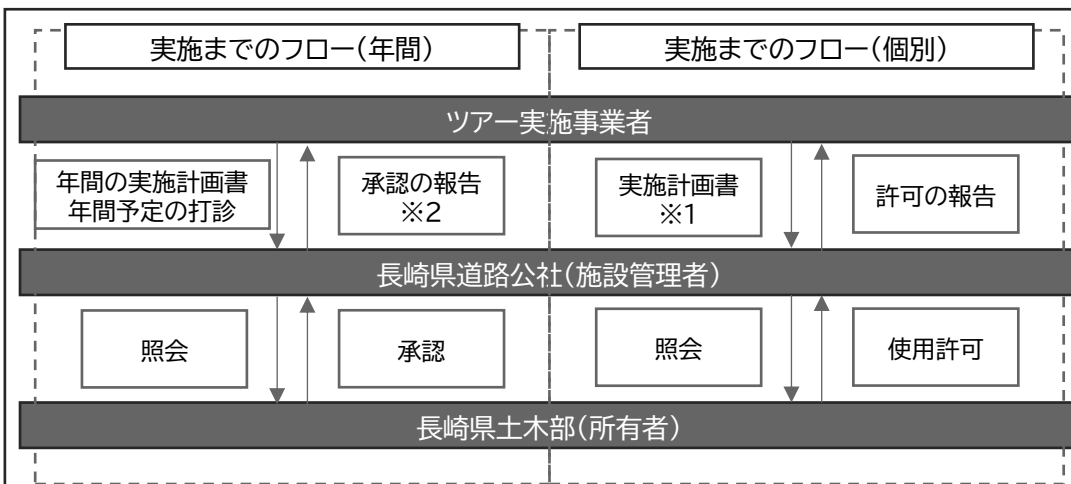 実施までのフロー(年間)
実施までのフロー(個別)
ツアー実施事業者
年間の実施計画書
年間予定の打診
承認の報告
※2
実施計画書
※1
許可の報告
長崎県道路公社(施設管理者)
照会
承認
照会
使用許可
長崎県土木部(所有者)